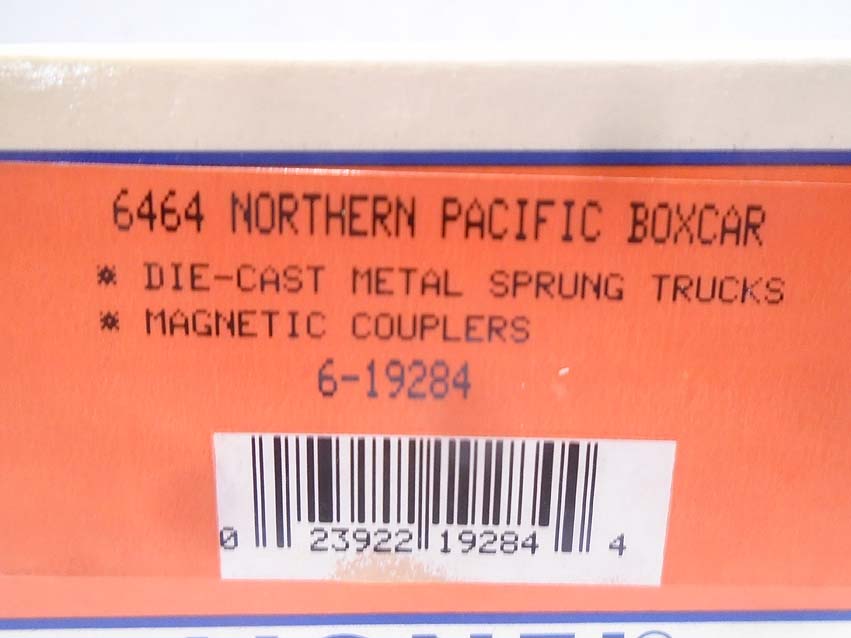 6464 NORTHERN PACIFIC BOXCAR
* DIE-CAST METAL SPRUNG TRUCKS
* MAGNETIC COUPLERS
6-19284
0 23922 19284 4